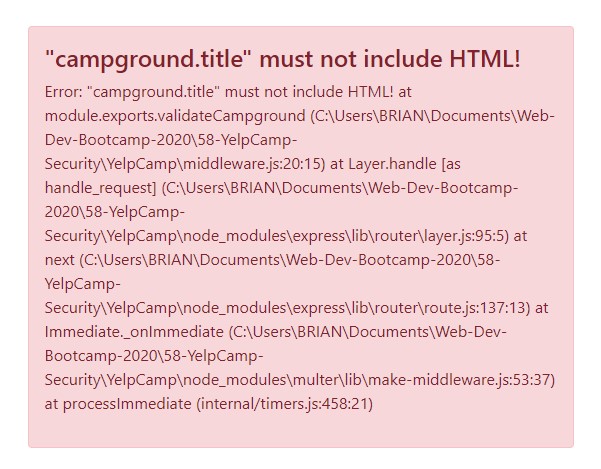 "campground.title" must not include HTML!
Error: "campground.title" must not include HTML! at
module.exports.validateCampground (C:\Users\BRIAN\Documents\Web-
Dev-Bootcamp-2020\58-YelpCamp-
Security\YelpCamp\middleware.js:20:15) at Layer.handle [as
handle_request] (C:\Users\BRIAN\Documents\Web-Dev-Bootcamp-
2020\58-YelpCamp-
Security\YelpCamp\node_modules\express\lib\router\layer.js:95:5) at
next (C:\Users\BRIAN\Documents\Web-Dev-Bootcamp-2020\58-
YelpCamp-
Security\YelpCamp\node_modules\express\lib\router\route.js:137:13) at
Immediate._onImmediate (C:\Users\BRIAN\Documents\Web-Dev-
Bootcamp-2020\58-YelpCamp-
Security\YelpCamp\node_modules\multer\lib\make-middleware.js:53:37)
at processImmediate (internal/timers.js:458:21)